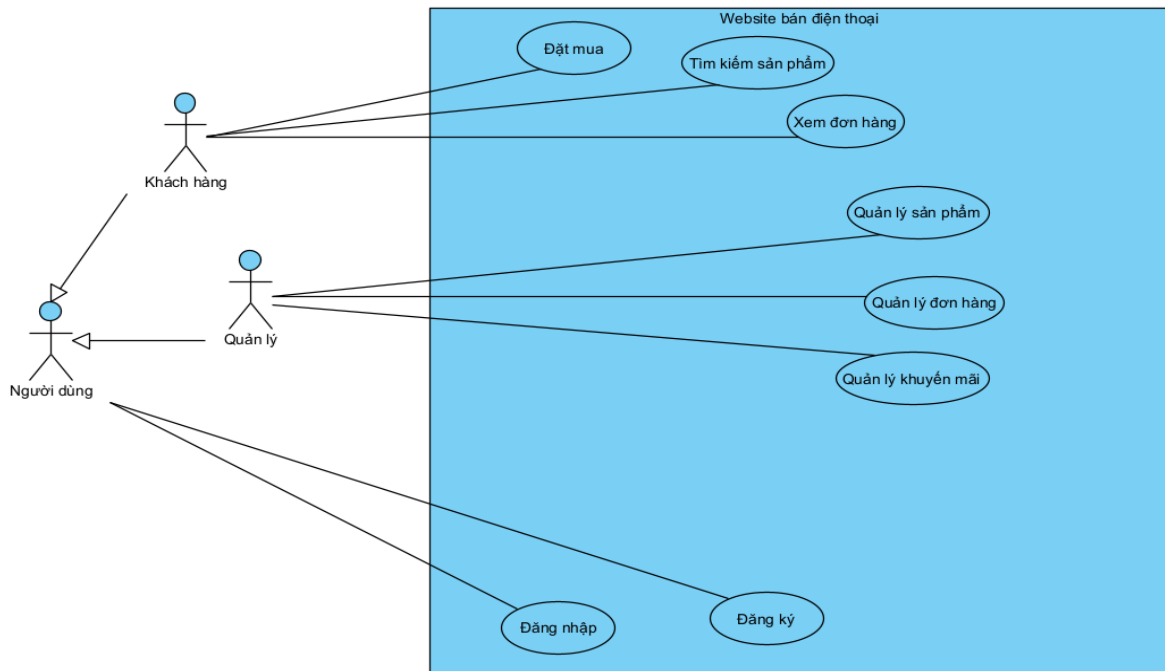 Website bán điện thoại
Đặt mua
Tìm kiếm sản phẩm
Xem đơn hàng
Khách hàng
Quản lý sản phẩm
Quản lý đơn hàng
Quản lý
Quản lý khuyến mãi
Người dùng
Đăng nhập
Đăng ký